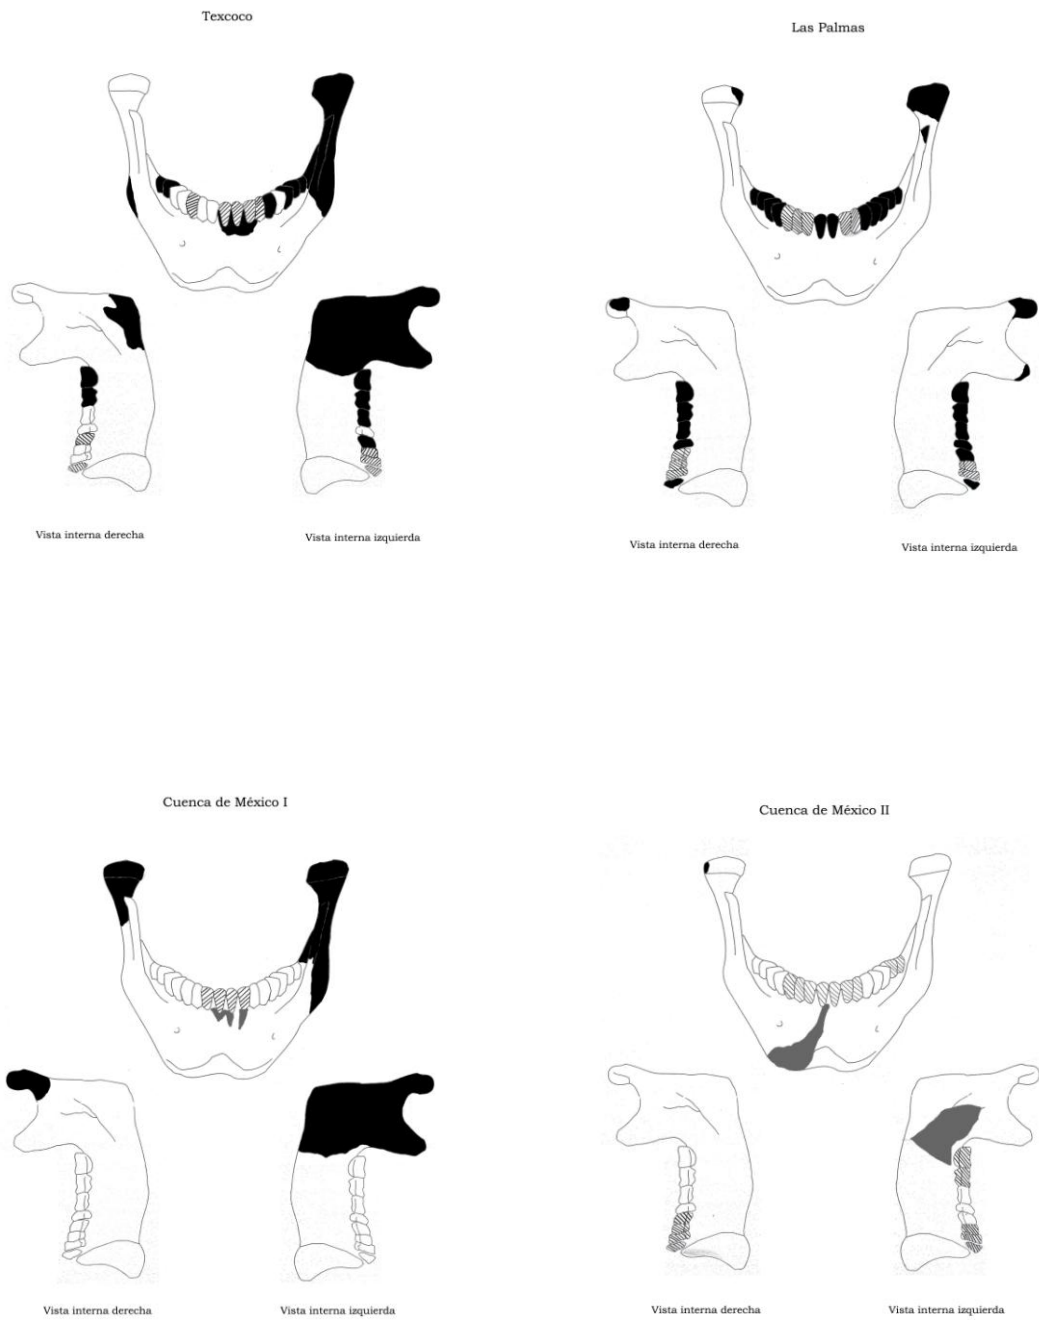 Texcoco
Las Palmas
Vista interna derecha
Vista interna izquierda
Vista interna derecha
Vista interna izquierda
Cuenca de México I
Cuenca de México II
Vista interna derecha
Vista interna izquierda
Vista interna derecha
Vista interna izquierda